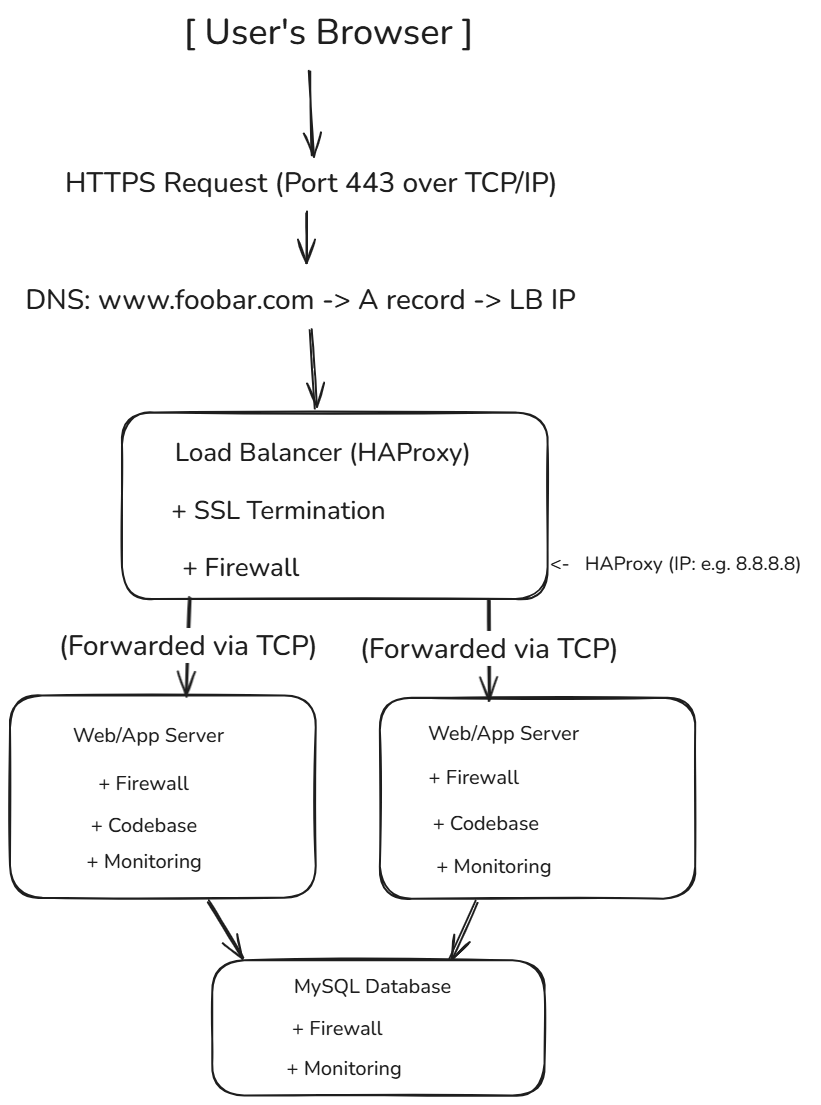 [ User's Browser ]
HTTPS Request (Port 443 over TCP/IP)
DNS: www.foobar.com -> A record -> LB IP
Load Balancer (HAProxy)
+ SSL Termination
+ Firewall
<- HAProxy (IP: e.g. 8.8.8.8)
(Forwarded via TCP)
(Forwarded via TCP)
Web/App Server
+ Firewall
+ Codebase
+ Monitoring
Web/App Server
+ Firewall
+ Codebase
+ Monitoring
MySQL Database
+ Firewall
+ Monitoring